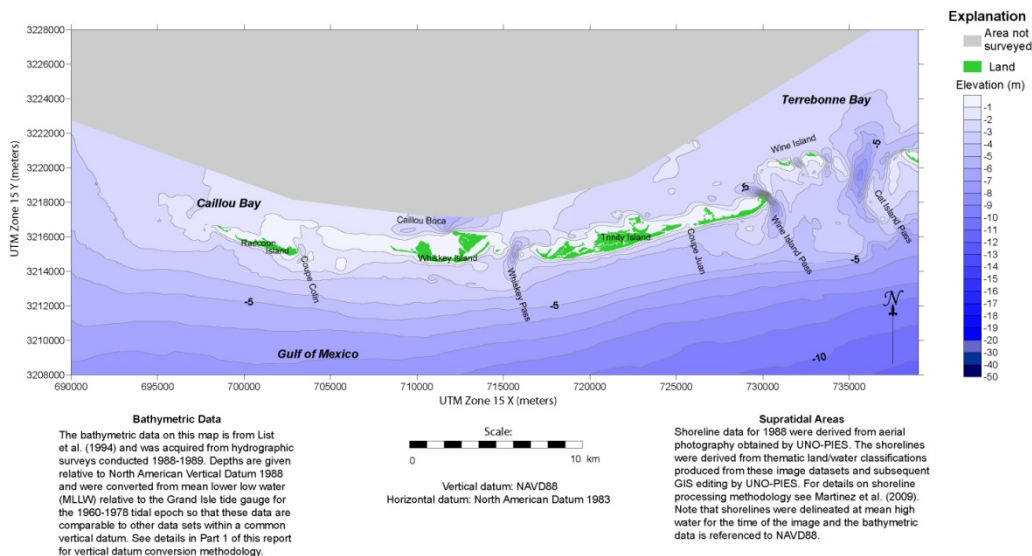 3228000
3226000
3224000
3222000
3220000
3218000
3216000
3214000
3212000
3210000
3208000
UTM Zone 15 Y (meters)
690000
695000
700000
705000
710000
715000
720000
725000
730000
735000
UTM Zone 15 X (meters)
Terrebonne Bay
Wine Island
-5
-5
Cat Island Pass
Caillou Bay
Caillou Boca
Raccoon
Island
Coupe Colin
Whiskey Island
Whiskey Pass
Trinity Island
Coupe Juan
Wine Island Pass
-5
-5
-5
Gulf of Mexico
-10
N
Explanation
Area not
surveyed
Land
Elevation (m)
-1
-2
-3
-4
-5
-6
-7
-8
-9
-10
-11
-12
-13
-14
-15
-16
-17
-18
-19
-20
-30
-40
-50
Bathymetric Data
The bathymetric data on this map is from List
et al. (1994) and was acquired from hydrographic
surveys conducted 1988-1989. Depths are given
relative to North American Vertical Datum 1988
and were converted from mean lower low water
(MLLW) relative to the Grand Isle tide gauge for
the 1960-1978 tidal epoch so that these data are
comparable to other data sets within a common
vertical datum. See details in Part 1 of this report
for vertical datum conversion methodology.
Scale:
0
10 km
Vertical datum: NAVD88
Horizontal datum: North American Datum 1983
Supratidal Areas
Shoreline data for 1988 were derived from aerial
photography obtained by UNO-PIES. The shorelines
were derived from thematic land/water classifications
produced from these image datasets and subsequent
GIS editing by UNO-PIES. For details on shoreline
processing methodology see Martinez et al. (2009).
Note that shorelines were delineated at mean high
water for the time of the image and the bathymetric
data is referenced to NAVD88.